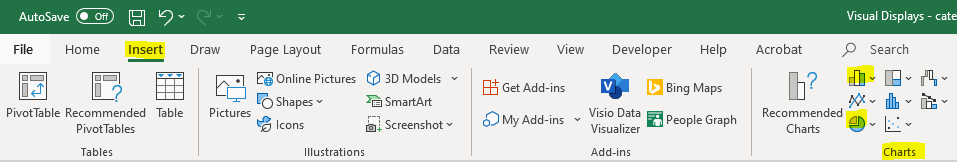 AutoSave Off Visual Displays - cate
File Home Insert Draw Page Layout Formulas Data Review View Developer Help Acrobat Search
PivotTable Recommended PivotTables Table
Pictures Online Pictures 3D Models
Shapes SmartArt
Icons Screenshot
Get Add-ins Visio Data Visualizer Bing Maps
My Add-ins People Graph
Recommended Charts
Tables Illustrations Add-ins Charts